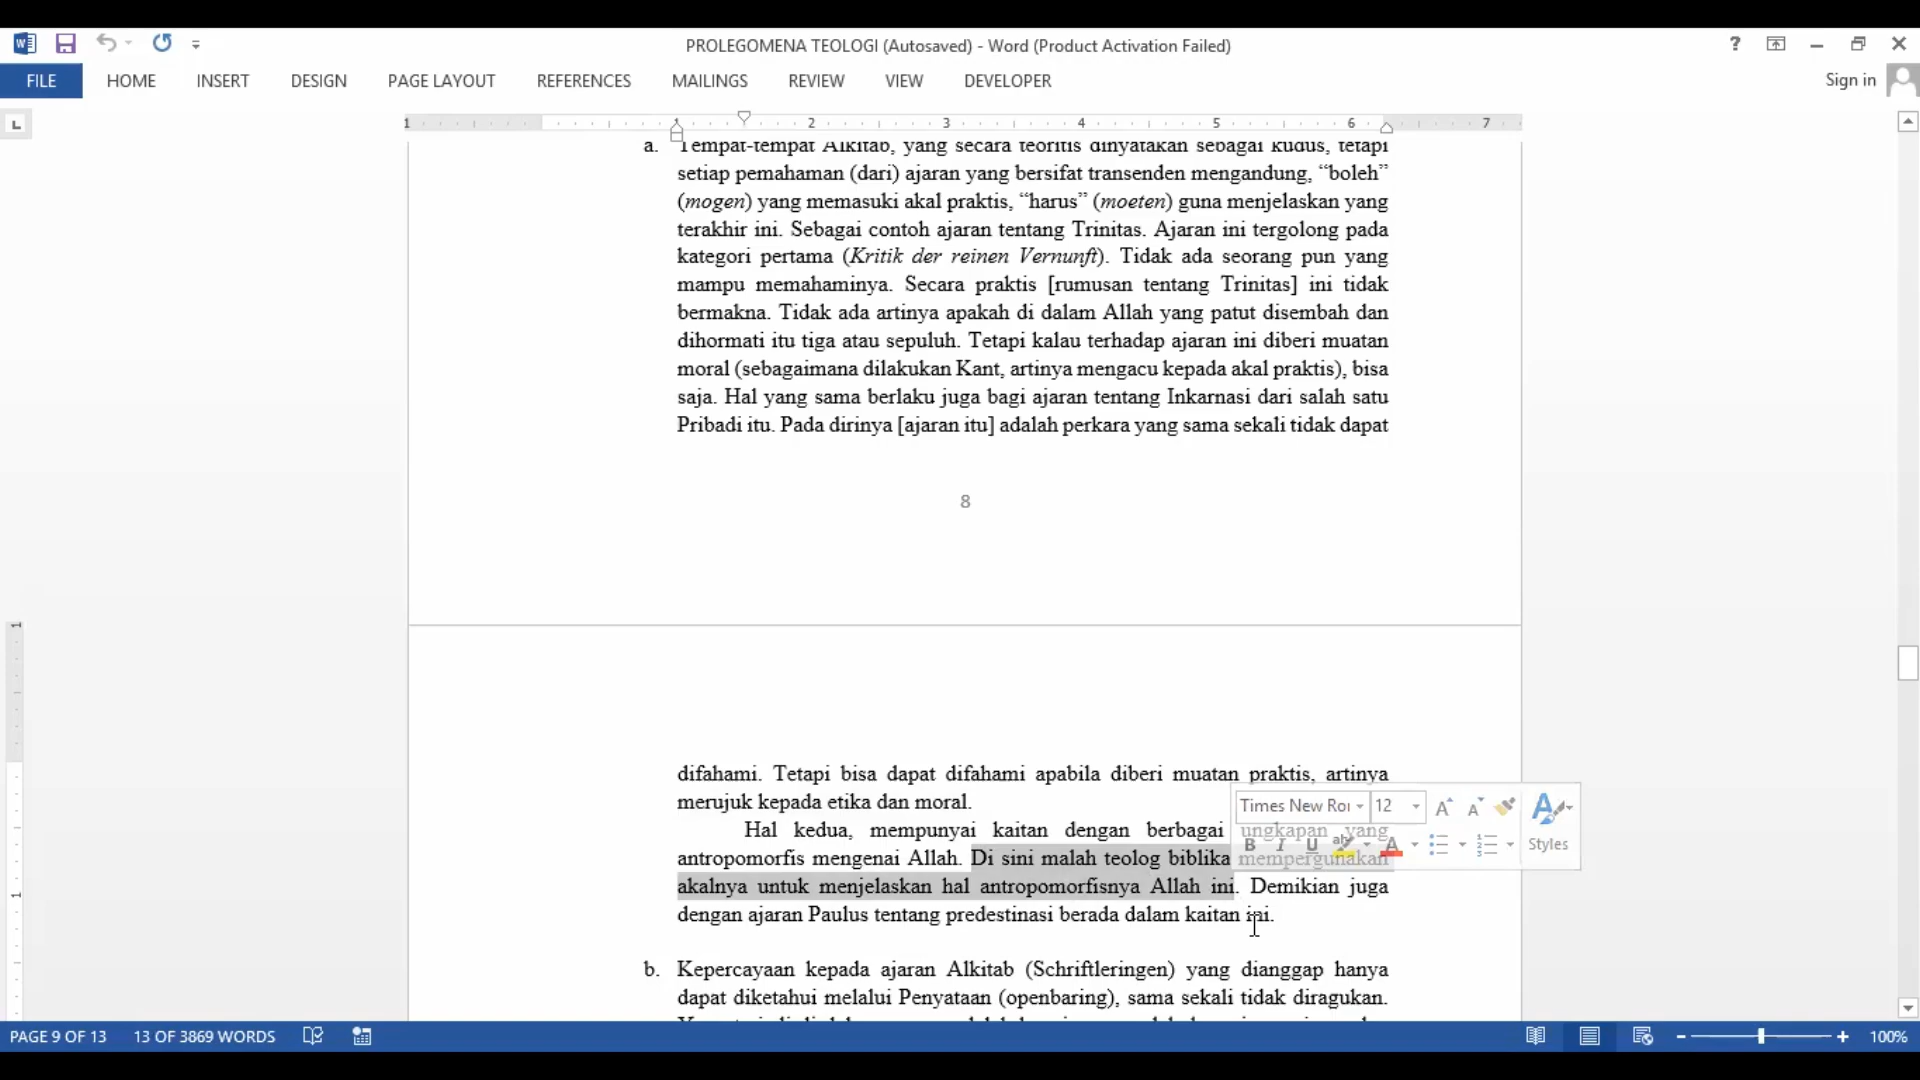 PROLEGOMENA TEOLOGI (Autosaved) - Word (Product Activation Failed)
?
FILE HOME INSERT DESIGN PAGE LAYOUT REFERENCES MAILINGS REVIEW VIEW DEVELOPER Sign in
L
1 1 2 3 4 5 6 7
a. Tempat-tempat Alkitab, yang secara teoritis dinyatakan sebagai kudus, tetapi
setiap pemahaman (dari) ajaran yang bersifat transenden mengandung, “boleh”
(mogen) yang memasuki akal praktis, “harus” (moeten) guna menjelaskan yang
terakhir ini. Sebagai contoh ajaran tentang Trinitas. Ajaran ini tergolong pada
kategori pertama (Kritik der reinen Vernunft). Tidak ada seorang pun yang
mampu memahaminya. Secara praktis [rumusan tentang Trinitas] ini tidak
bermakna. Tidak ada artinya apakah di dalam Allah yang patut disembah dan
dihormati itu tiga atau sepuluh. Tetapi kalau terhadap ajaran ini diberi muatan
moral (sebagaimana dilakukan Kant, artinya mengacu kepada akal praktis), bisa
saja. Hal yang sama berlaku juga bagi ajaran tentang Inkarnasi dari salah satu
Pribadi itu. Pada dirinya [ajaran itu] adalah perkara yang sama sekali tidak dapat
8
1
difahami. Tetapi bisa dapat difahami apabila diberi muatan praktis, artinya
merujuk kepada etika dan moral.
Times New Roi 12
Styles
Hal kedua, mempunyai kaitan dengan berbagai ungkapan yang
antropomorfis mengenai Allah. Di sini malah teolog biblika mempergunakan
akalnya untuk menjelaskan hal antropomorfisnya Allah ini. Demikian juga
dengan ajaran Paulus tentang predestinasi berada dalam kaitan ini.
1
b. Kepercayaan kepada ajaran Alkitab (Schriftleringen) yang dianggap hanya
dapat diketahui melalui Penyataan (openbaring), sama sekali tidak diragukan.
PAGE 9 OF 13 13 OF 3869 WORDS 100%